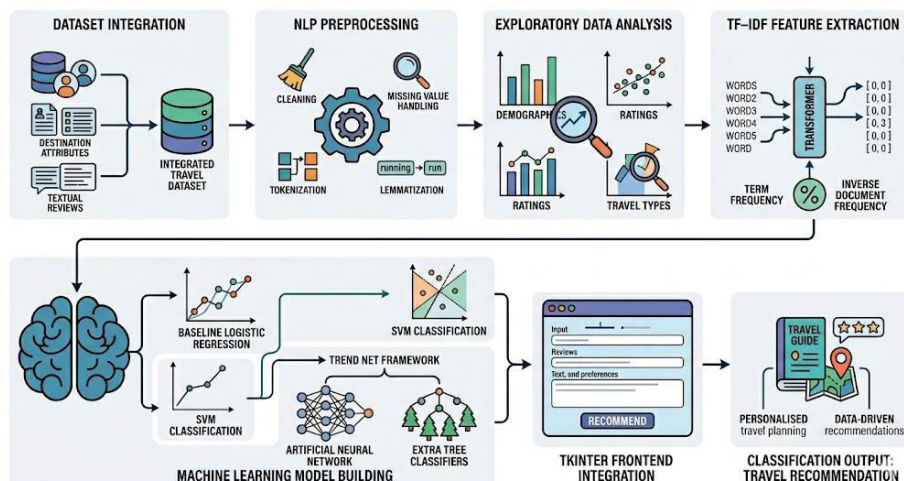 DATASET INTEGRATION
DESTINATION
ATTRIBUTES
TEXTUAL
REVIEWS
INTEGRATED
TRAVEL
DATASET
NLP PREPROCESSING
CLEANING
MISSING VALUE
HANDLING
TOKENIZATION
running
run
LEMMATIZATION
EXPLORATORY DATA ANALYSIS
DEMOGRAPHICS
RATINGS
RATINGS
TRAVEL TYPES
TF–IDF FEATURE EXTRACTION
WORDS
WORD2
WORD3
WORD4
WORD5
WORD
TRANSFORMER
[0,0]
[0,0]
[0,0]
[0,3]
[0,0]
[0,0]
TERM
FREQUENCY
%
INVERSE
DOCUMENT
FREQUENCY
BASELINE LOGISTIC
REGRESSION
SVM CLASSIFICATION
SVM
CLASSIFICATION
TREND NET FRAMEWORK
ARTIFICIAL NEURAL
NETWORK
EXTRA TREE
CLASSIFIERS
MACHINE LEARNING MODEL BUILDING
Input
Reviews
Text, and preferences
RECOMMEND
TKINTER FRONTEND
INTEGRATION
TRAVEL
GUIDE
PERSONALISED
travel planning
DATA-DRIVEN
recommendations
CLASSIFICATION OUTPUT:
TRAVEL RECOMMENDATION